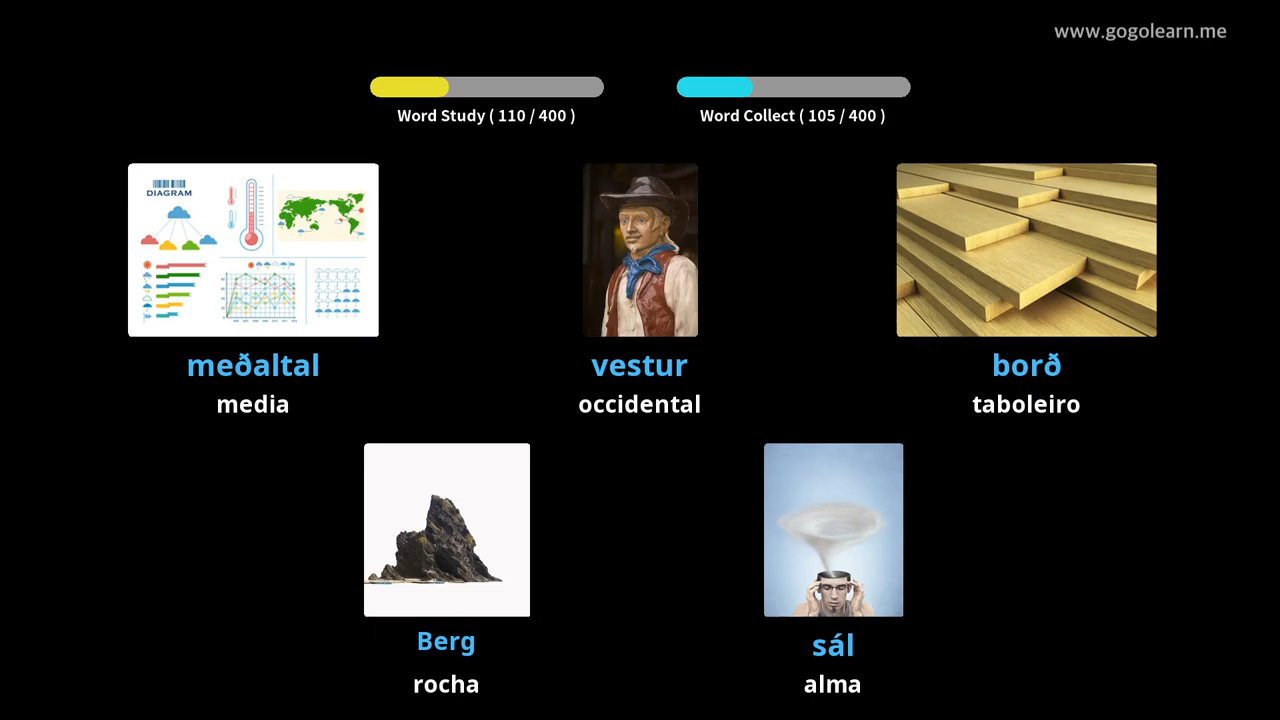 www.gogolearn.me
Word Study ( 110 / 400 )
Word Collect ( 105 / 400 )
DIAGRAM
meðaltal
media
vestur
occidental
borð
taboleiro
Berg
rocha
sál
alma